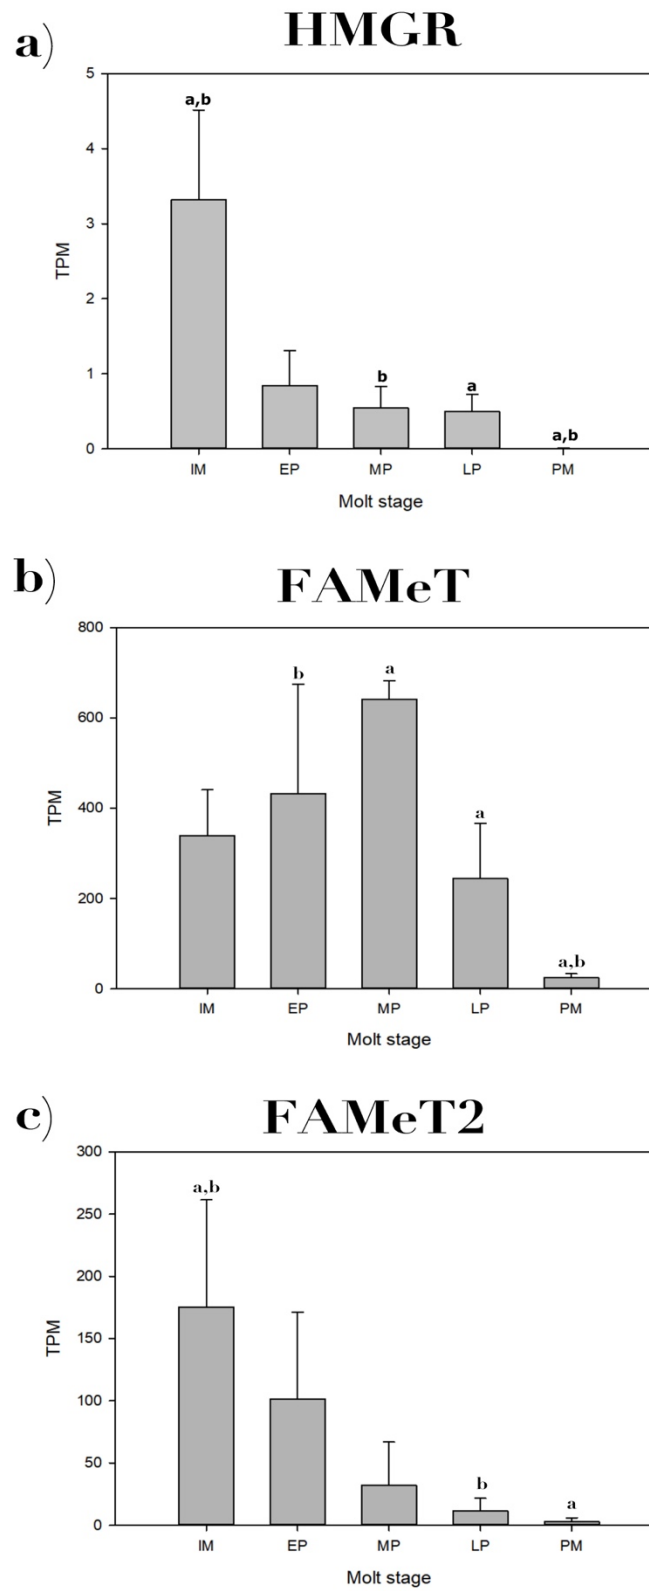 a)
HMGR
5
4
3
2
1
0
TPM
a,b
b
a
a,b
IM EP MP LP PM
Molt stage
b)
FAMeT
800
600
400
200
0
TPM
b
a
a
a,b
IM EP MP LP PM
Molt stage
c)
FAMeT2
300
250
200
150
100
50
0
TPM
a,b
b
a
IM EP MP LP PM
Molt stage